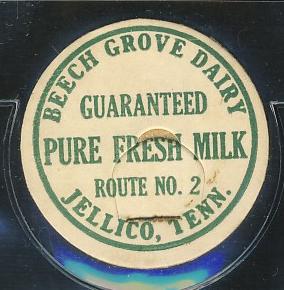 BEECH GROVE DAIRY
GUARANTEED
PURE FRESH MILK
ROUTE NO. 2
JELLICO, TENN.